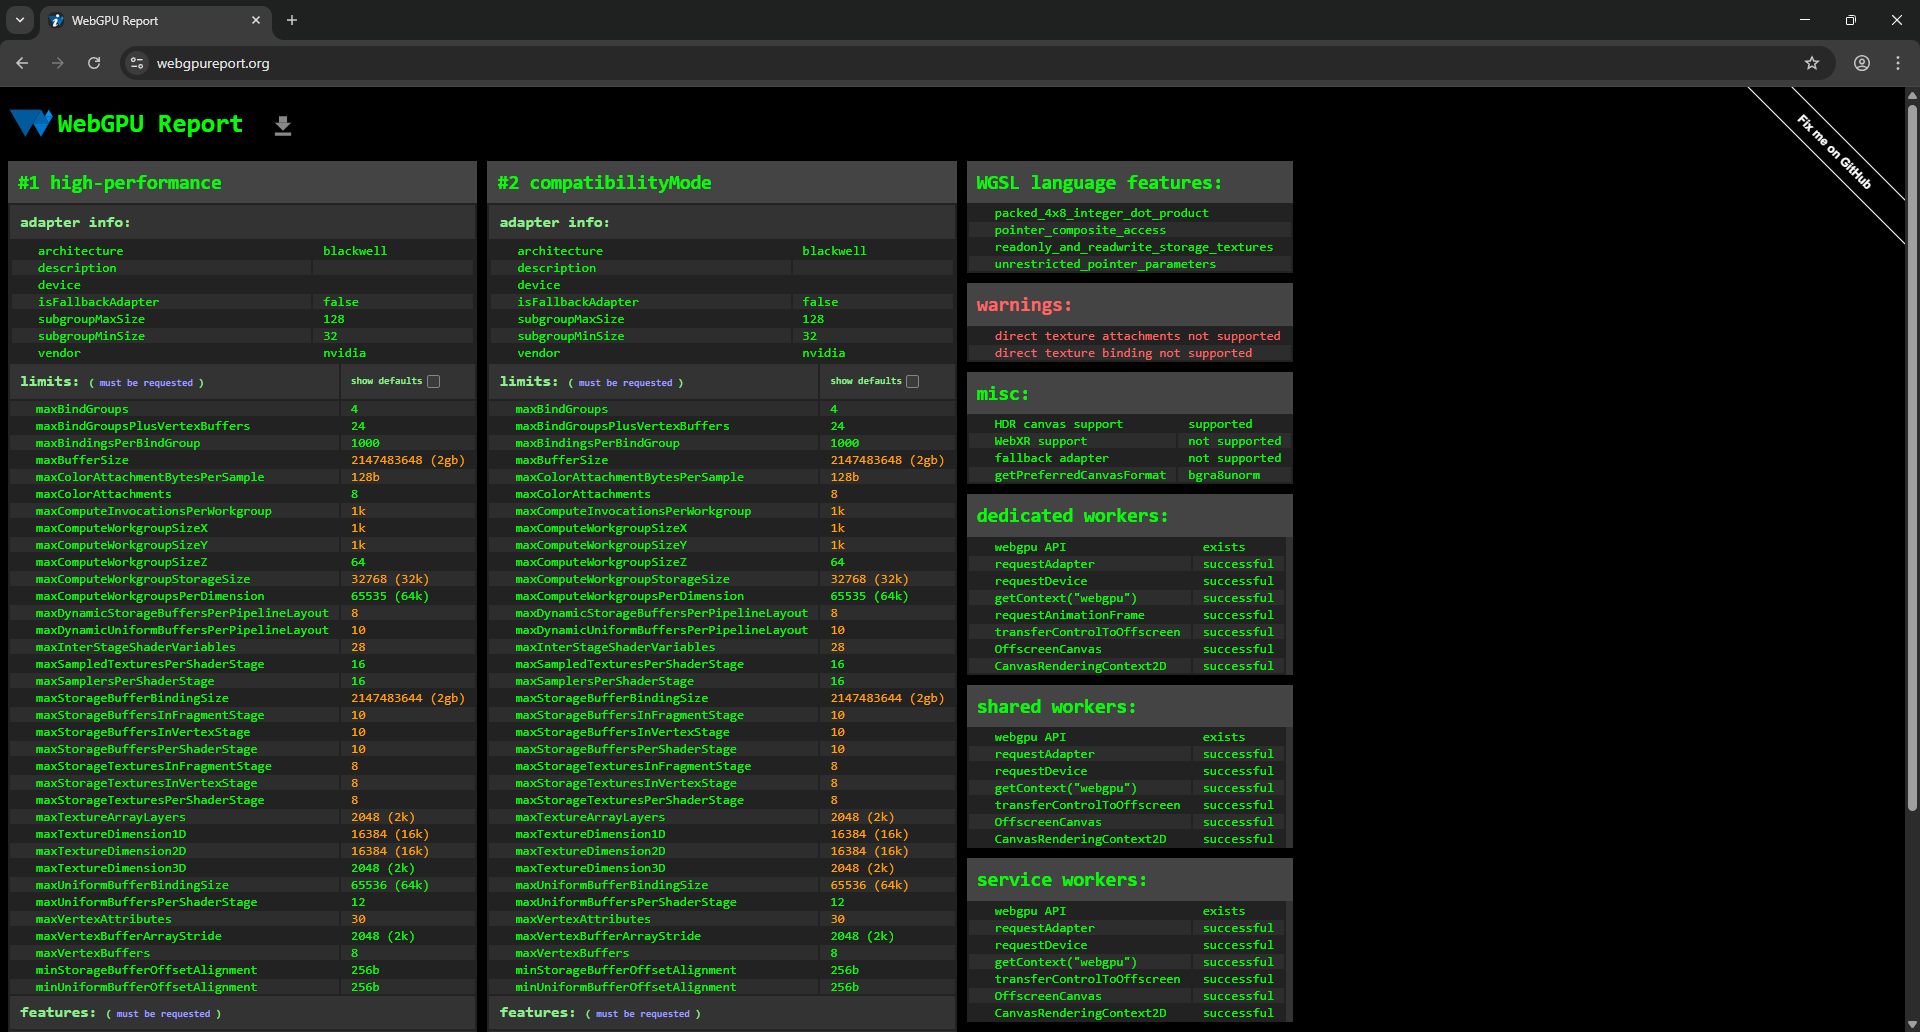 WebGPU Report
webgpureport.org
WebGPU Report
Fix me on GitHub
#1 high-performance
adapter info:
architecture blackwell
description
device
isFallbackAdapter false
subgroupMaxSize 128
subgroupMinSize 32
vendor nvidia
limits: ( must be requested ) show defaults
maxBindGroups 4
maxBindGroupsPlusVertexBuffers 24
maxBindingsPerBindGroup 1000
maxBufferSize 2147483648 (2gb)
maxColorAttachmentBytesPerSample 128b
maxColorAttachments 8
maxComputeInvocationsPerWorkgroup 1k
maxComputeWorkgroupSizeX 1k
maxComputeWorkgroupSizeY 1k
maxComputeWorkgroupSizeZ 64
maxComputeWorkgroupStorageSize 32768 (32k)
maxComputeWorkgroupsPerDimension 65535 (64k)
maxDynamicStorageBuffersPerPipelineLayout 8
maxDynamicUniformBuffersPerPipelineLayout 10
maxInterStageShaderVariables 28
maxSampledTexturesPerShaderStage 16
maxSamplersPerShaderStage 16
maxStorageBufferBindingSize 2147483644 (2gb)
maxStorageBuffersInFragmentStage 10
maxStorageBuffersInVertexStage 10
maxStorageBuffersPerShaderStage 10
maxStorageTexturesInFragmentStage 8
maxStorageTexturesInVertexStage 8
maxStorageTexturesPerShaderStage 8
maxTextureArrayLayers 2048 (2k)
maxTextureDimension1D 16384 (16k)
maxTextureDimension2D 16384 (16k)
maxTextureDimension3D 2048 (2k)
maxUniformBufferBindingSize 65536 (64k)
maxUniformBuffersPerShaderStage 12
maxVertexAttributes 30
maxVertexBufferArrayStride 2048 (2k)
maxVertexBuffers 8
minStorageBufferOffsetAlignment 256b
minUniformBufferOffsetAlignment 256b
features: ( must be requested )
#2 compatibilityMode
adapter info:
architecture blackwell
description
device
isFallbackAdapter false
subgroupMaxSize 128
subgroupMinSize 32
vendor nvidia
limits: ( must be requested ) show defaults
maxBindGroups 4
maxBindGroupsPlusVertexBuffers 24
maxBindingsPerBindGroup 1000
maxBufferSize 2147483648 (2gb)
maxColorAttachmentBytesPerSample 128b
maxColorAttachments 8
maxComputeInvocationsPerWorkgroup 1k
maxComputeWorkgroupSizeX 1k
maxComputeWorkgroupSizeY 1k
maxComputeWorkgroupSizeZ 64
maxComputeWorkgroupStorageSize 32768 (32k)
maxComputeWorkgroupsPerDimension 65535 (64k)
maxDynamicStorageBuffersPerPipelineLayout 8
maxDynamicUniformBuffersPerPipelineLayout 10
maxInterStageShaderVariables 28
maxSampledTexturesPerShaderStage 16
maxSamplersPerShaderStage 16
maxStorageBufferBindingSize 2147483644 (2gb)
maxStorageBuffersInFragmentStage 10
maxStorageBuffersInVertexStage 10
maxStorageBuffersPerShaderStage 10
maxStorageTexturesInFragmentStage 8
maxStorageTexturesInVertexStage 8
maxStorageTexturesPerShaderStage 8
maxTextureArrayLayers 2048 (2k)
maxTextureDimension1D 16384 (16k)
maxTextureDimension2D 16384 (16k)
maxTextureDimension3D 2048 (2k)
maxUniformBufferBindingSize 65536 (64k)
maxUniformBuffersPerShaderStage 12
maxVertexAttributes 30
maxVertexBufferArrayStride 2048 (2k)
maxVertexBuffers 8
minStorageBufferOffsetAlignment 256b
minUniformBufferOffsetAlignment 256b
features: ( must be requested )
WGSL language features:
packed_4x8_integer_dot_product
pointer_composite_access
readonly_and_readwrite_storage_textures
unrestricted_pointer_parameters
warnings:
direct texture attachments not supported
direct texture binding not supported
misc:
HDR canvas support supported
WebXR support not supported
fallback adapter not supported
getPreferredCanvasFormat bgra8unorm
dedicated workers:
webgpu API exists
requestAdapter successful
requestDevice successful
getContext("webgpu") successful
requestAnimationFrame successful
transferControlToOffscreen successful
OffscreenCanvas successful
CanvasRenderingContext2D successful
shared workers:
webgpu API exists
requestAdapter successful
requestDevice successful
getContext("webgpu") successful
transferControlToOffscreen successful
OffscreenCanvas successful
CanvasRenderingContext2D successful
service workers:
webgpu API exists
requestAdapter successful
requestDevice successful
getContext("webgpu") successful
transferControlToOffscreen successful
OffscreenCanvas successful
CanvasRenderingContext2D successful